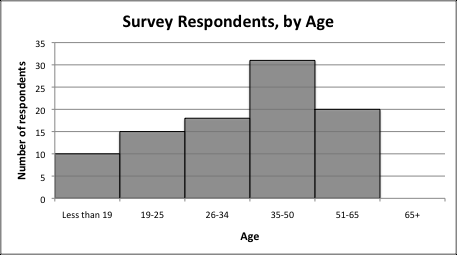 Survey Respondents, by Age
Number of respondents
35
30
25
20
15
10
5
0
Less than 19 19-25 26-34 35-50 51-65 65+
Age